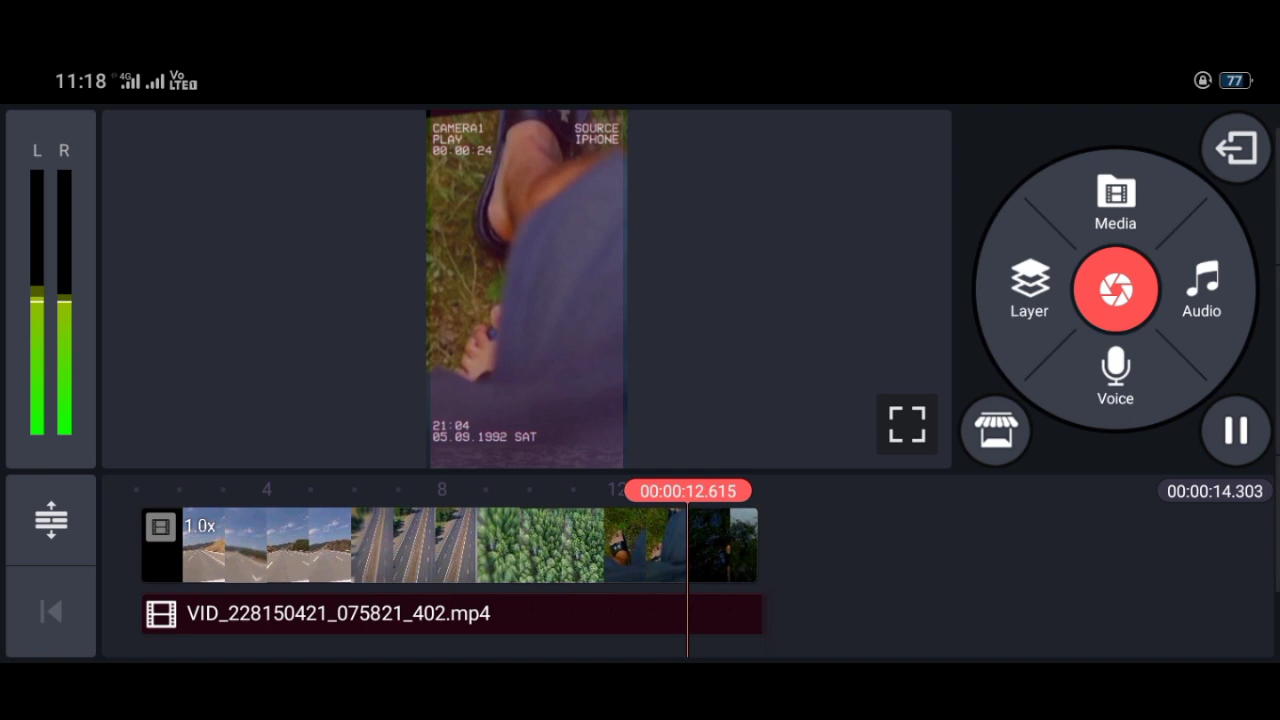 11:18 4G Vo LTE 77
L R
CAMERA1 SOURCE
PLAY IPHONE
00:00:24
21:04
05.09.1992 SAT
Media
Layer
Audio
Voice
4 8 12
00:00:12.615
00:00:14.303
1.0x
VID_228150421_075821_402.mp4